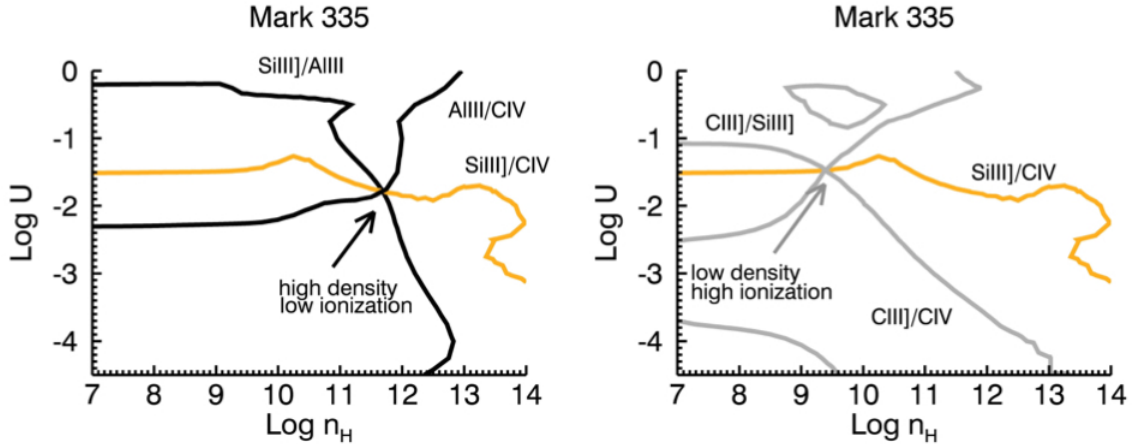 Mark 335
SiIII]/AlIII
AlIII/CIV
SiIII]/CIV
high density
low ionization
0
-1
-2
-3
-4
Log U
7 8 9 10 11 12 13 14
Log nH
Mark 335
CIII]/SiIII]
SiIII]/CIV
low density
high ionization
CIII]/CIV
0
-1
-2
-3
-4
Log U
7 8 9 10 11 12 13 14
Log nH